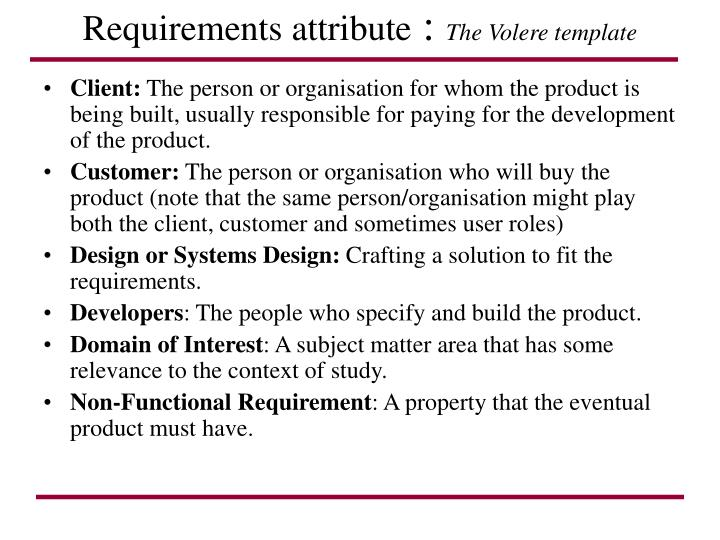 Requirements attribute : The Volere template
• Client: The person or organisation for whom the product is
being built, usually responsible for paying for the development
of the product.
• Customer: The person or organisation who will buy the
product (note that the same person/organisation might play
both the client, customer and sometimes user roles)
• Design or Systems Design: Crafting a solution to fit the
requirements.
• Developers: The people who specify and build the product.
• Domain of Interest: A subject matter area that has some
relevance to the context of study.
• Non-Functional Requirement: A property that the eventual
product must have.